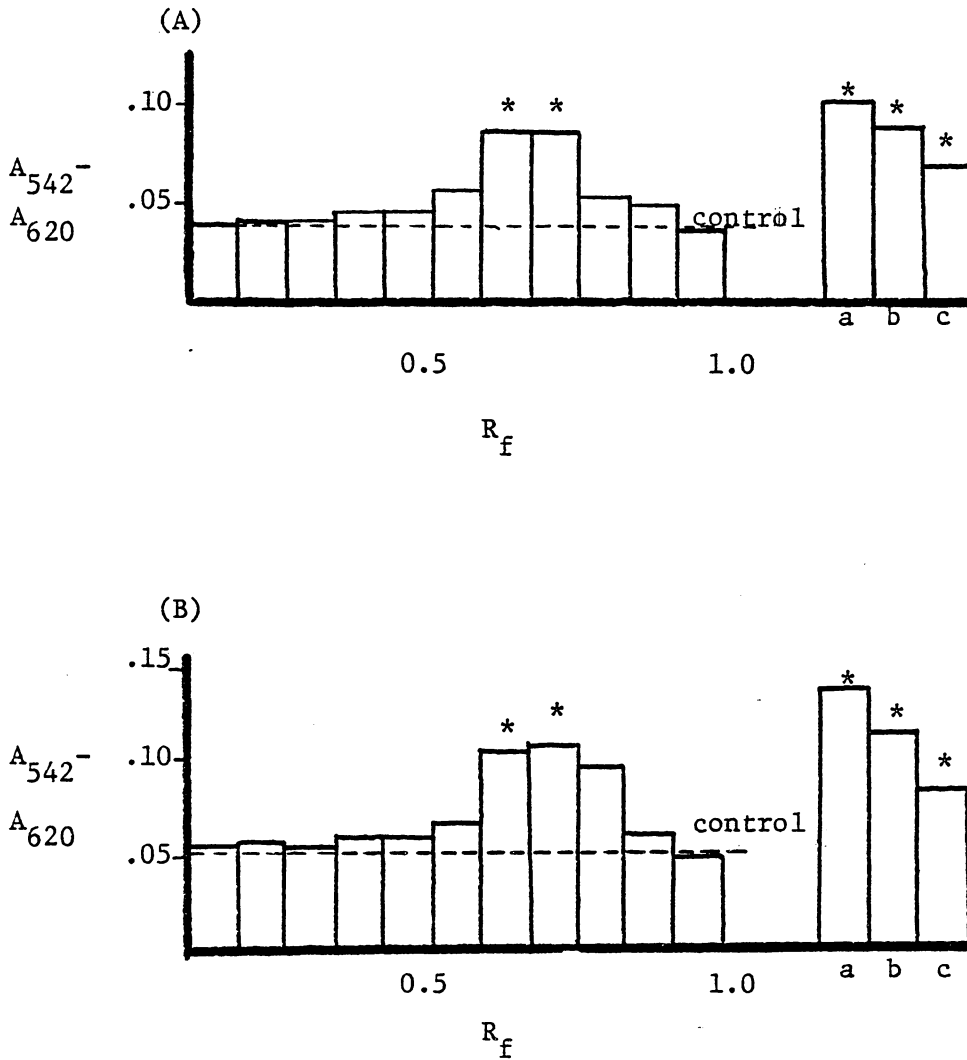 (A)
.10
* *
* * *
A542-
A620
.05
control
a b c
0.5 1.0
Rf
(B)
.15
* *
* * *
A542-
.10
A620
control
.05
a b c
0.5 1.0
Rf